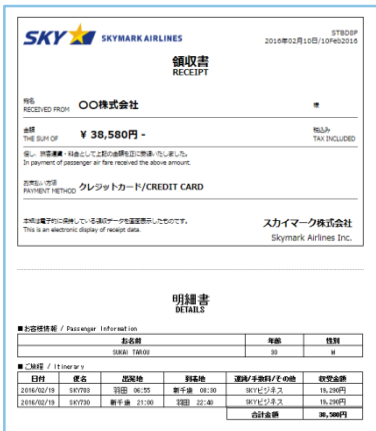 SKY SKYMARK AIRLINES
STBD8P
2016年02月10日/10Feb2016
領収書
RECEIPT
宛名
RECEIVED FROM 〇〇株式会社 様
金額
THE SUM OF ¥ 38,580円 -
税込み
TAX INCLUDED
但し、旅客運賃・料金として上記の金額を正に受領いたしました。
In payment of passenger air fare received the above amount.
お支払い方法
PAYMENT METHOD クレジットカード/CREDIT CARD
本帳は電子的に保持している領収データを画面表示したものです。
This is an electronic display of receipt data.
スカイマーク株式会社
Skymark Airlines Inc.
明細書
DETAILS
■お客様情報 / Passenger Information
お名前 年齢 性別
SUKAI TAROU 30 M
■ご旅程 / Itinerary
日付 便名 出発地 到着地 運賃/手数料/その他 収受金額
2016/02/19 SKY703 羽田 06:55 新千歳 08:30 SKYビジネス 19,290円
2016/02/19 SKY730 新千歳 21:00 羽田 22:40 SKYビジネス 19,290円
合計金額 38,580円